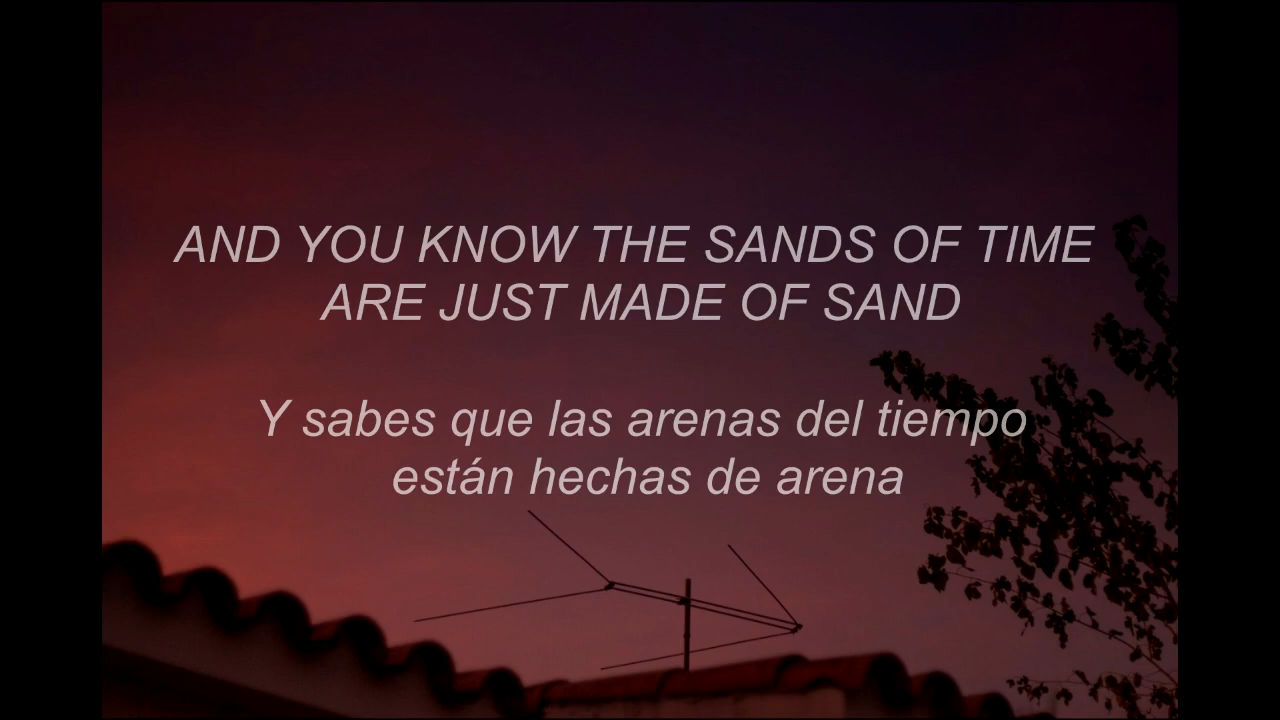 AND YOU KNOW THE SANDS OF TIME
ARE JUST MADE OF SAND
Y sabes que las arenas del tiempo
están hechas de arena